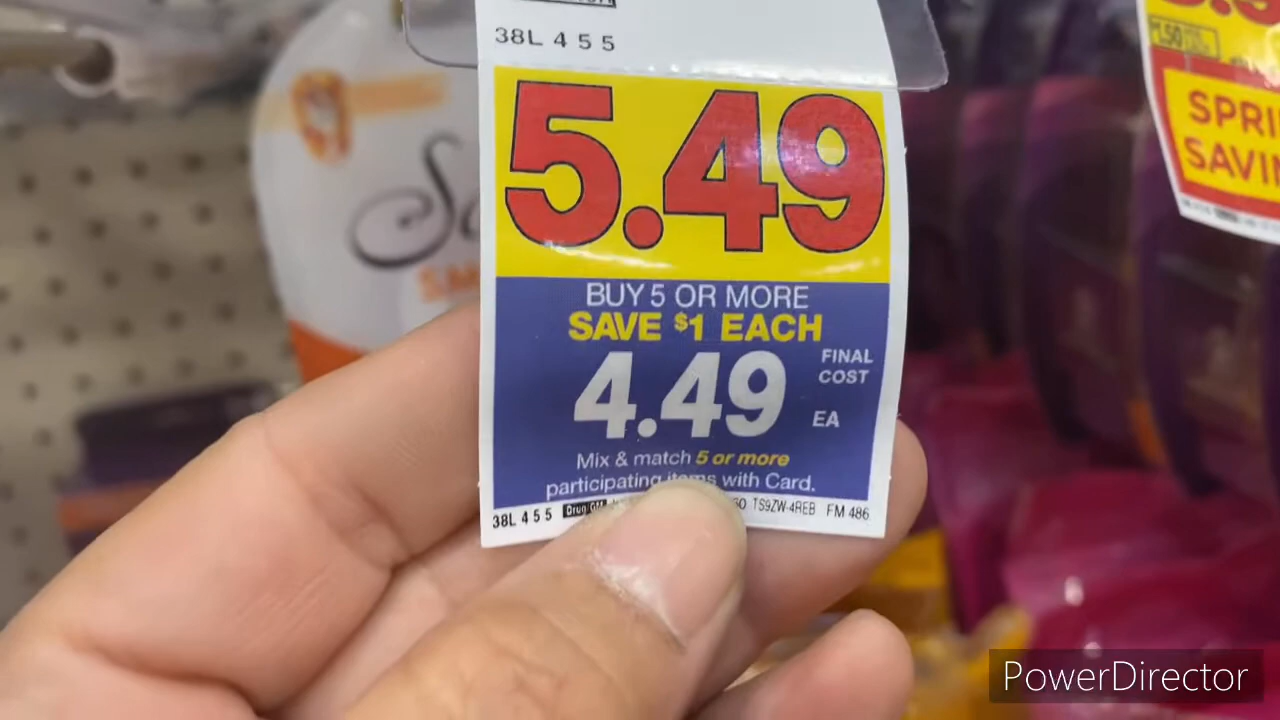 38L 4 5 5
5.49
BUY 5 OR MORE
SAVE $1 EACH
4.49
FINAL
COST
EA
Mix & match 5 or more
participating items with Card.
38L 4 5 5
TS9ZW-4REB FM 486
SPRI
SAVIN
PowerDirector